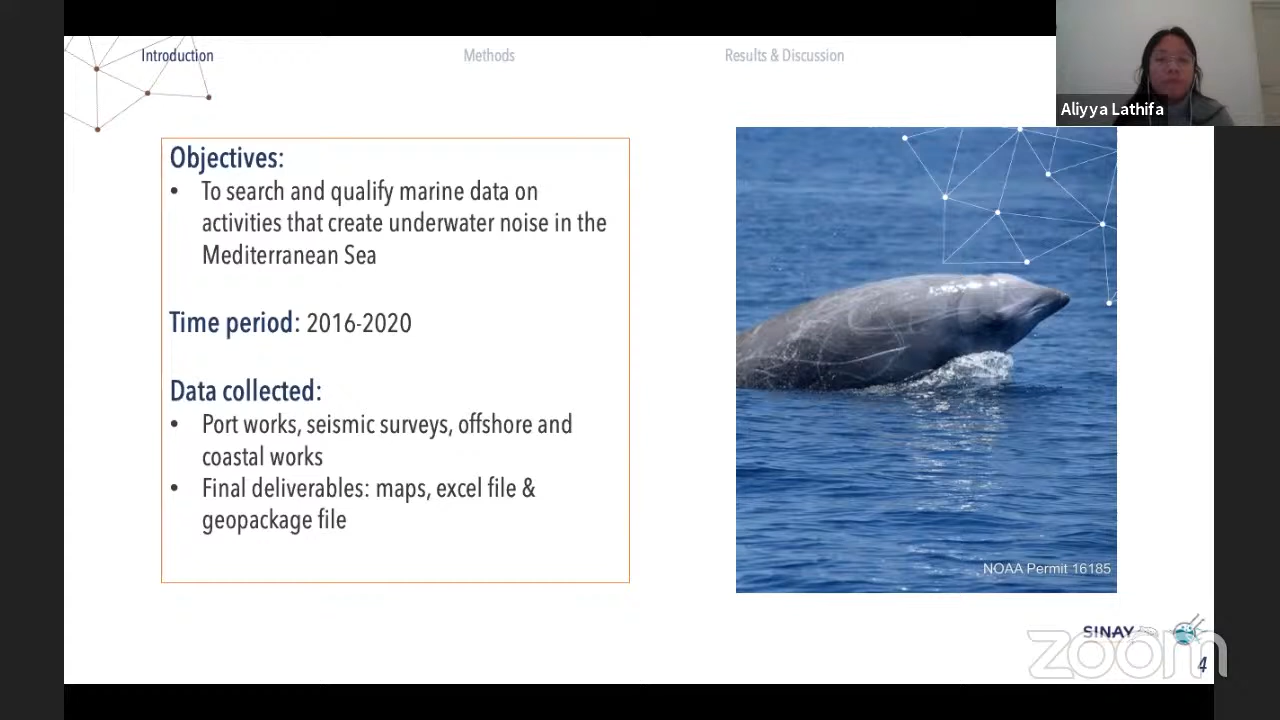 Introduction
Methods
Results & Discussion
Aliyya Lathifa
Objectives:
• To search and qualify marine data on
activities that create underwater noise in the
Mediterranean Sea
Time period: 2016-2020
Data collected:
• Port works, seismic surveys, offshore and
coastal works
• Final deliverables: maps, excel file &
geopackage file
NOAA Permit 16185
SINAY
zoom
4